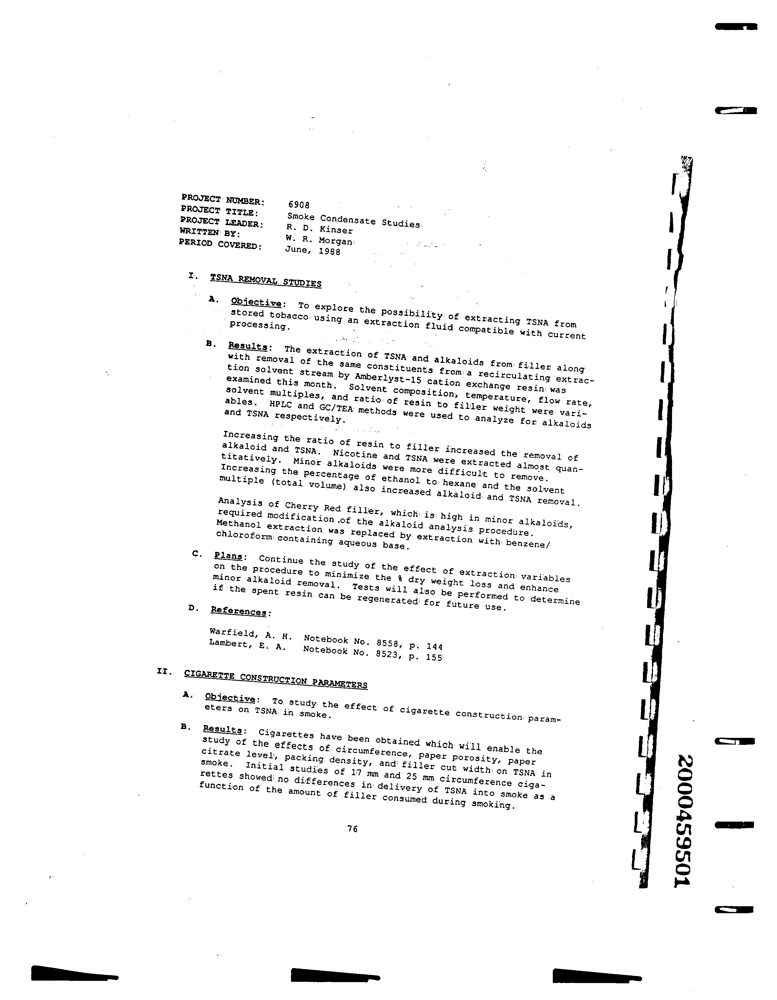 PROJECT NUMBER: 6908
PROJECT TITLE: Smoke Condensate Studies
PROJECT LEADER: R. D. Kinser
WRITTEN BY: W. R. Morgan
PERIOD COVERED: June, 1988
I. TSNA REMOVAL STUDIES
A. Objective: To explore the possibility of extracting TSNA from
stored tobacco using an extraction fluid compatible with current
processing.
B. Results: The extraction of TSNA and alkaloids from filler along
with removal of the same constituents from a recirculating extrac-
tion solvent stream by Amberlyst-15 cation exchange resin was
examined this month. Solvent composition, temperature, flow rate,
solvent multiples, and ratio of resin to filler weight were vari-
ables. HPLC and GC/TEA methods were used to analyze for alkaloids
and TSNA respectively.
Increasing the ratio of resin to filler increased the removal of
alkaloid and TSNA. Nicotine and TSNA were extracted almost quan-
titatively. Minor alkaloids were more difficult to remove.
Increasing the percentage of ethanol to hexane and the solvent
multiple (total volume) also increased alkaloid and TSNA removal.
Analysis of Cherry Red filler, which is high in minor alkaloids,
required modification of the alkaloid analysis procedure.
Methanol extraction was replaced by extraction with benzene/
chloroform containing aqueous base.
C. Plans: Continue the study of the effect of extraction variables
on the procedure to minimize the % dry weight loss and enhance
minor alkaloid removal. Tests will also be performed to determine
if the spent resin can be regenerated for future use.
D. References:
Warfield, A. H. Notebook No. 8558, p. 144
Lambert, E. A. Notebook No. 8523, p. 155
II. CIGARETTE CONSTRUCTION PARAMETERS
A. Objective: To study the effect of cigarette construction param-
eters on TSNA in smoke.
B. Results: Cigarettes have been obtained which will enable the
study of the effects of circumference, paper porosity, paper
citrate level, packing density, and filler cut width on TSNA in
smoke. Initial studies of 17 mm and 25 mm circumference ciga-
rettes showed no differences in delivery of TSNA into smoke as a
function of the amount of filler consumed during smoking.
76
2000459501